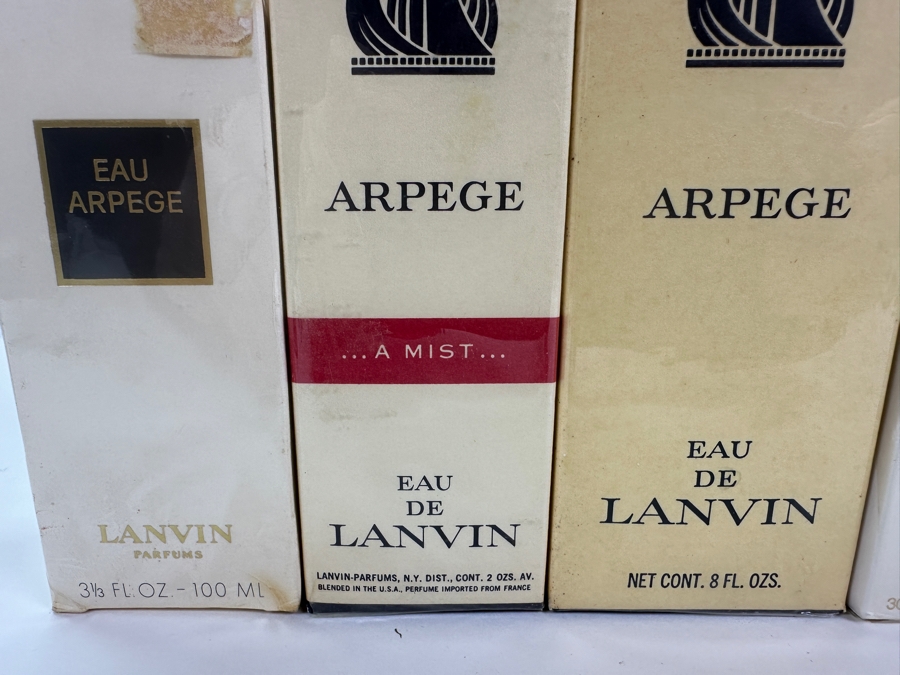 EAU
ARPEGE
LANVIN
PARFUMS
3⅓ FL.OZ. - 100 ML
ARPEGE
...A MIST...
EAU
DE
LANVIN
LANVIN-PARFUMS, N.Y. DIST., CONT. 2 OZS. AV.
BLENDED IN THE U.S.A., PERFUME IMPORTED FROM FRANCE
ARPEGE
EAU
DE
LANVIN
NET CONT. 8 FL. OZS.